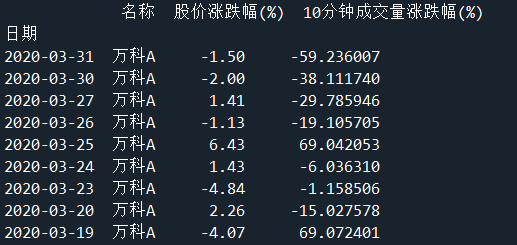 名称 股价涨跌幅(%) 10分钟成交量涨跌幅(%)
日期
2020-03-31 万科A -1.50 -59.236007
2020-03-30 万科A -2.00 -38.111740
2020-03-27 万科A 1.41 -29.785946
2020-03-26 万科A -1.13 -19.105705
2020-03-25 万科A 6.43 69.042053
2020-03-24 万科A 1.43 -6.036310
2020-03-23 万科A -4.84 -1.158506
2020-03-20 万科A 2.26 -15.027578
2020-03-19 万科A -4.07 69.072401